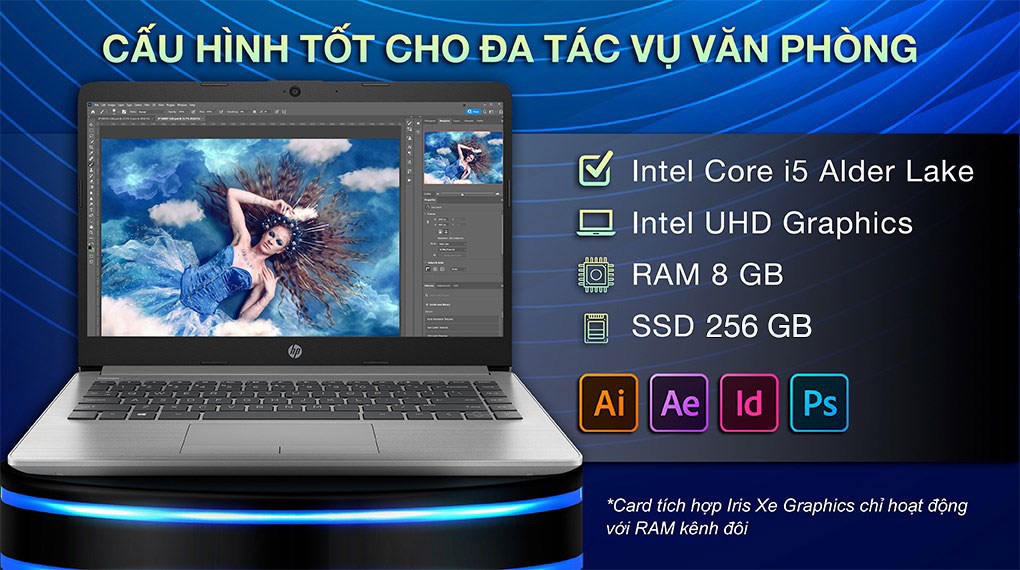 CẤU HÌNH TỐT CHO ĐA TÁC VỤ VĂN PHÒNG
Intel Core i5 Alder Lake
Intel UHD Graphics
RAM 8 GB
SSD 256 GB
hp
Ai Ae Id Ps
*Card tích hợp Iris Xe Graphics chỉ hoạt động
với RAM kênh đôi